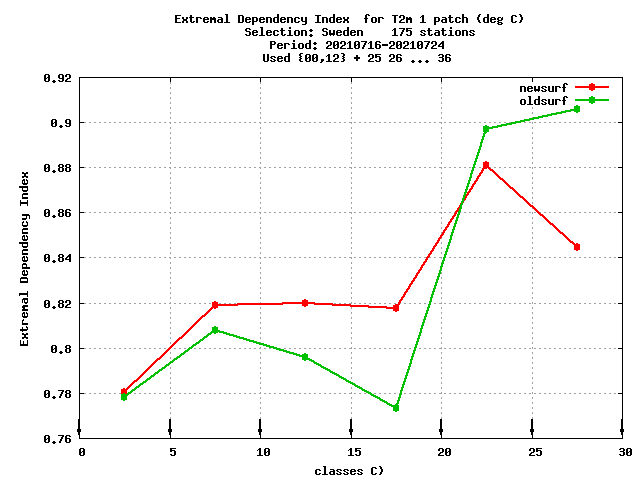 Extremal Dependency Index  for T2m 1 patch (deg C)
Selection: Sweden    175 stations
Period: 20210716-20210724
Used {00,12} + 25 26 ... 36
newsurf
oldsurf
0.92
0.9
0.88
0.86
0.84
0.82
0.8
0.78
0.76
Extremal Dependency Index
0 5 10 15 20 25 30
classes C)